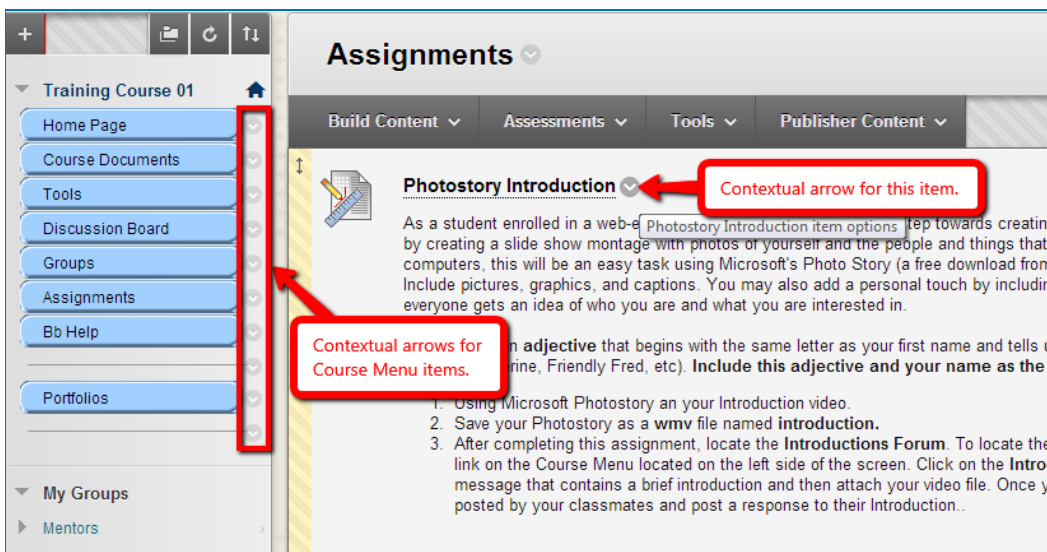 Training Course 01
Home Page
Course Documents
Tools
Discussion Board
Groups
Assignments
Bb Help
Portfolios
My Groups
Mentors
Contextual arrows for
Course Menu items.
Assignments
Build Content
Assessments
Tools
Publisher Content
Photostory Introduction
Contextual arrow for this item.
Photostory Introduction item options
As a student enrolled in a web-e tep towards creatin
by creating a slide show montage with photos of yourself and the people and things that
computers, this will be an easy task using Microsoft's Photo Story (a free download from
Include pictures, graphics, and captions. You may also add a personal touch by includin
everyone gets an idea of who you are and what you are interested in.
n adjective that begins with the same letter as your first name and tells u
rine, Friendly Fred, etc). Include this adjective and your name as the
1. Using Microsoft Photostory an your Introduction video.
2. Save your Photostory as a wmv file named introduction.
3. After completing this assignment, locate the Introductions Forum. To locate the
link on the Course Menu located on the left side of the screen. Click on the Intro
message that contains a brief introduction and then attach your video file. Once y
posted by your classmates and post a response to their Introduction..